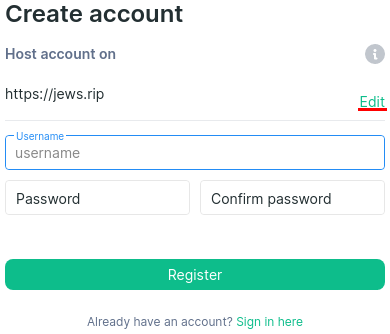 Create account
Host account on
https://jews.rip
Edit
Username
username
Password
Confirm password
Register
Already have an account? Sign in here